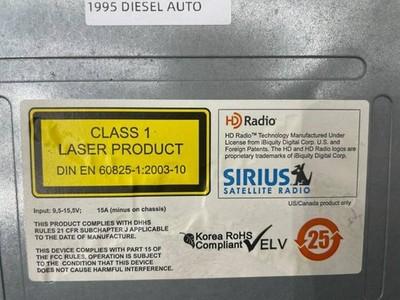 1995 DIESEL AUTO
CLASS 1
LASER PRODUCT
DIN EN 60825-1:2003-10
HD Radio
HD Radio™ Technology Manufactured Under
License from iBiquity Digital Corp. U.S. and
Foreign Patents. The HD and HD Radio logos are
proprietary trademarks of iBiquity Digital Corp.
SIRIUS
SATELLITE RADIO
US/Canada product only
Input: 9,5-15,5V; 15A (minus on chassis)
THIS PRODUCT COMPLIES WITH DHHS
RULES 21 CFR SUBCHAPTER J APPLICABLE
TO THE DATE OF MANUFACTURE.
THIS DEVICE COMPLIES WITH PART 15 OF
THE FCC RULES, OPERATION IS SUBJECT
TO THE CONDITION THAT THIS DEVICE
DOES NOT CAUSE HARMFUL INTERFERENCE.
Korea RoHS
Compliant
ELV
25